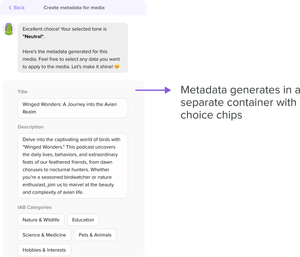 Back
Create metadata for media
Excellent choice! Your selected tone is
"Neutral".
Here's the metadata generated for this
media. Feel free to select any data you want
to apply to the media. Let's make it shine! 😊
Metadata generates in a
separate container with
choice chips
Title
Winged Wonders: A Journey into the Avian
Realm
Description
Delve into the captivating world of birds with
"Winged Wonders." This podcast uncovers
the daily lives, behaviors, and extraordinary
feats of our feathered friends, from dawn
choruses to nocturnal hunters. Whether
you're a seasoned birdwatcher or nature
enthusiast, join us to marvel at the beauty
and complexity of avian life.
IAB Categories
Nature & Wildlife
Education
Science & Medicine
Pets & Animals
Hobbies & Interests